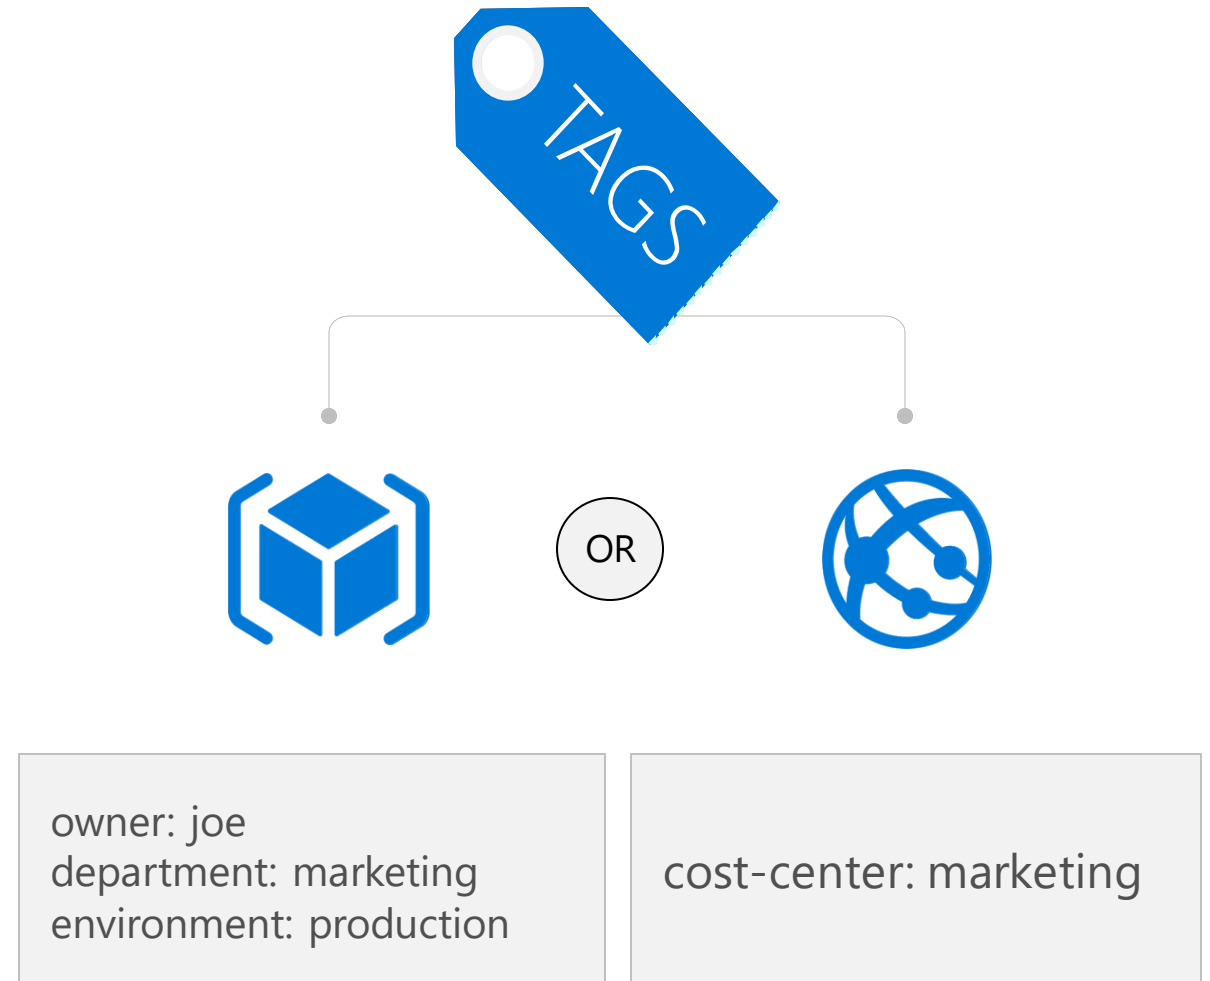 TAGS
OR
owner: joe
department: marketing
environment: production
cost-center: marketing